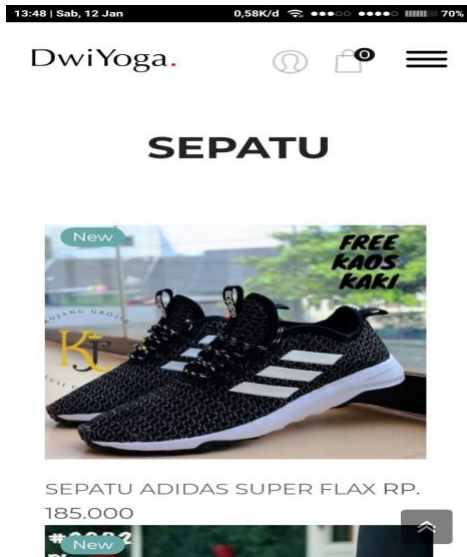 13:48 | Sab, 12 Jan 0,58K/d 70%
DwiYoga.
0
SEPATU
New
FREE
KAOS
KAKI
KJ
SEPATU ADIDAS SUPER FLAX RP.
185.000
New